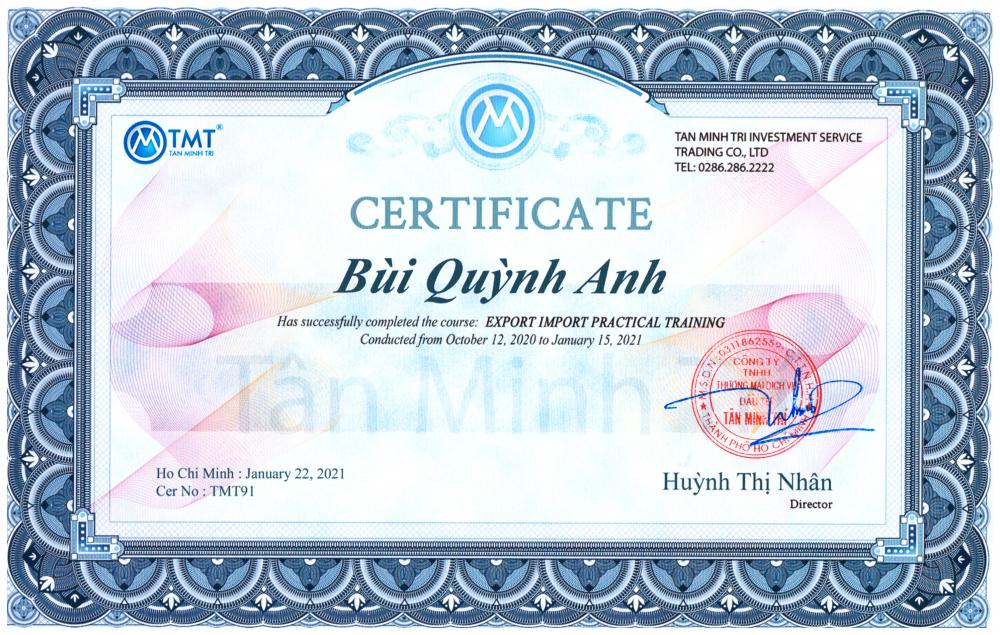 TMT®
TAN MINH TRI
TAN MINH TRI INVESTMENT SERVICE
TRADING CO., LTD
TEL: 0286.286.2222
CERTIFICATE
Bùi Quỳnh Anh
Has successfully completed the course: EXPORT IMPORT PRACTICAL TRAINING
Conducted from October 12, 2020 to January 15, 2021
Tân Minh
M.S.D.N: 0311862559-C.T.T.N.H.H
CÔNG TY
TNHH
THƯƠNG MẠI DỊCH VỤ
ĐẦU TƯ
TÂN MINH
THÀNH PHỐ HỒ CHÍ MINH
Ho Chi Minh : January 22, 2021
Cer No : TMT91
Huỳnh Thị Nhân
Director